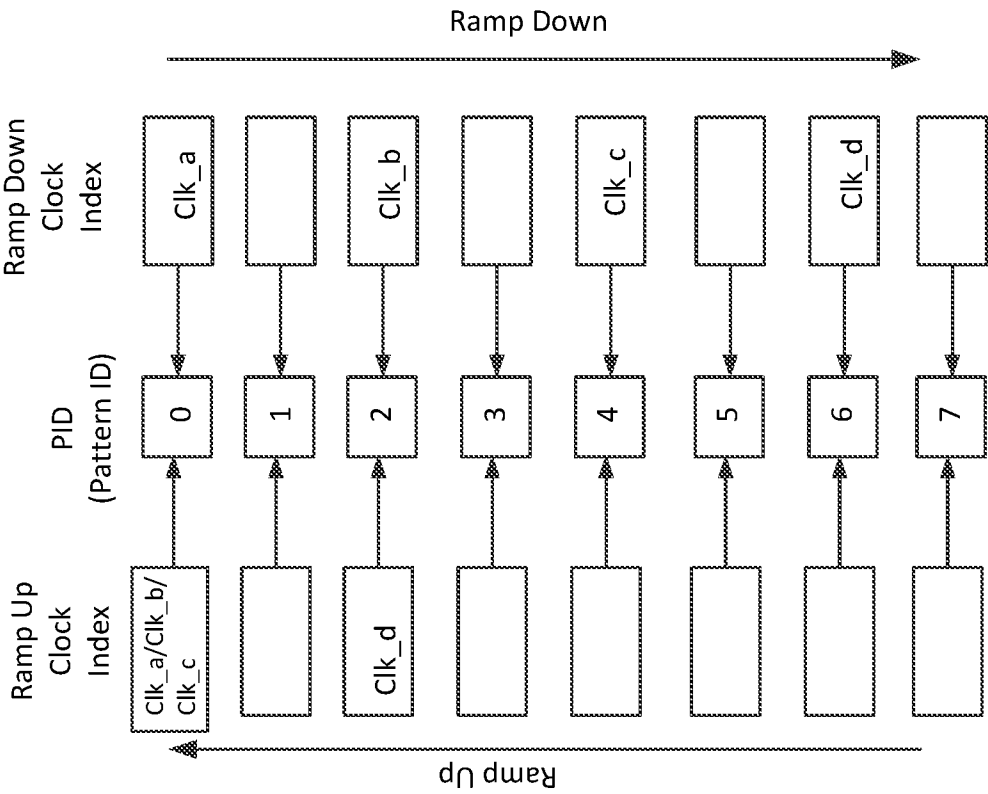 Ramp Down
Ramp Down
Clock
Index
Clk_a
Clk_b
Clk_c
Clk_d
PID
(Pattern ID)
0
1
2
3
4
5
6
7
Ramp Up
Clock
Index
Clk_a/Clk_b/
Clk_c
Clk_d
Ramp Up